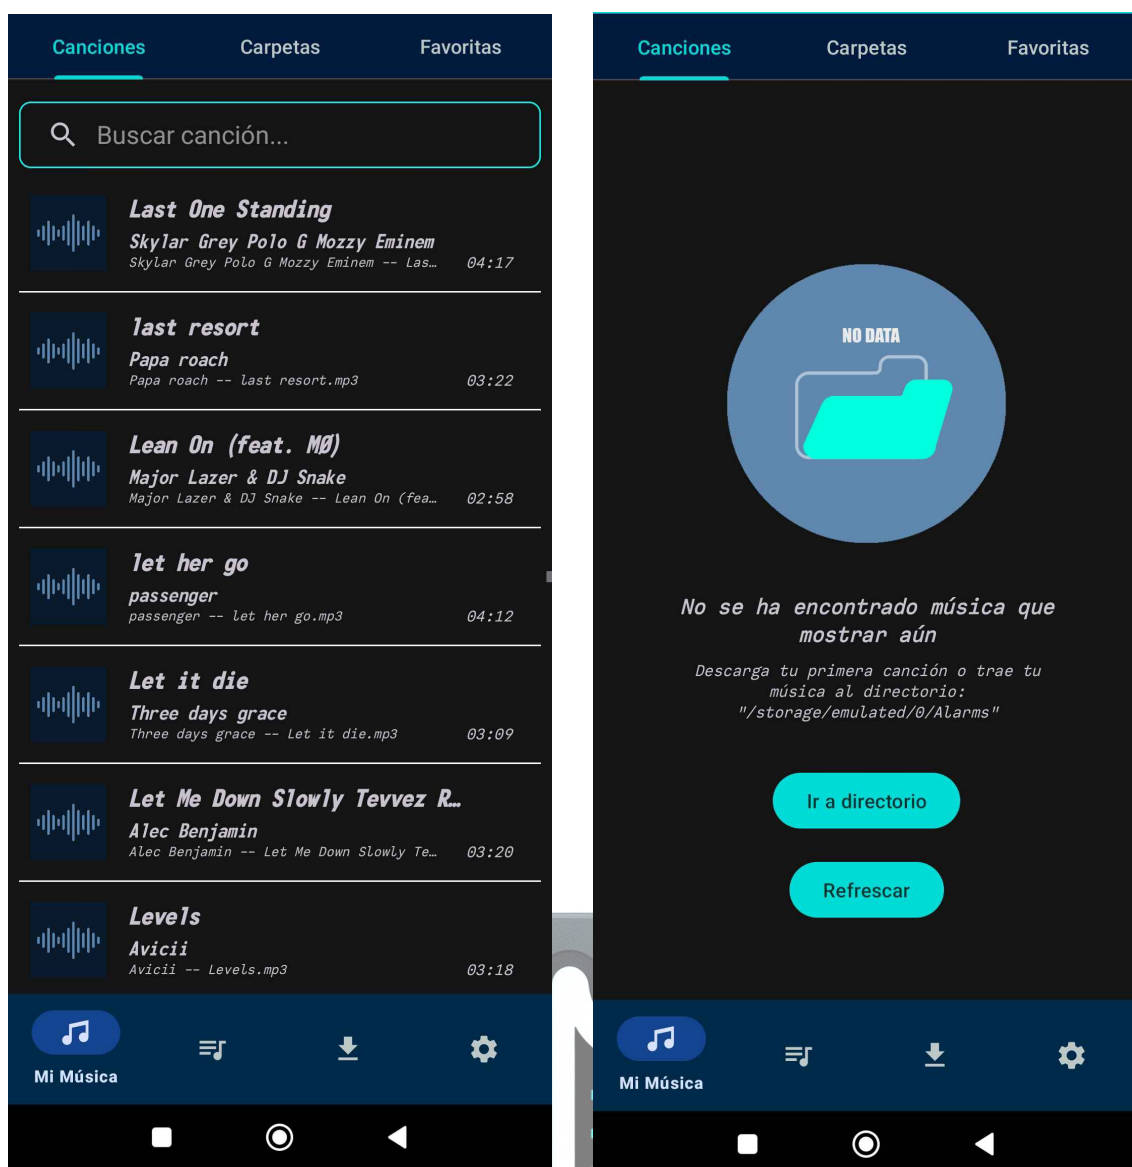 Canciones Carpetas Favoritas
Buscar canción...
Last One Standing
Skylar Grey Polo G Mozzy Eminem
Skylar Grey Polo G Mozzy Eminem -- Las… 04:17
last resort
Papa roach
Papa roach -- last resort.mp3 03:22
Lean On (feat. MØ)
Major Lazer & DJ Snake
Major Lazer & DJ Snake -- Lean On (fea… 02:58
let her go
passenger
passenger -- let her go.mp3 04:12
Let it die
Three days grace
Three days grace -- Let it die.mp3 03:09
Let Me Down Slowly Tevvez R…
Alec Benjamin
Alec Benjamin -- Let Me Down Slowly Te… 03:20
Levels
Avicii
Avicii -- Levels.mp3 03:18
Mi Música
Canciones Carpetas Favoritas
NO DATA
No se ha encontrado música que
mostrar aún
Descarga tu primera canción o trae tu
música al directorio:
"/storage/emulated/0/Alarms"
Ir a directorio
Refrescar
Mi Música